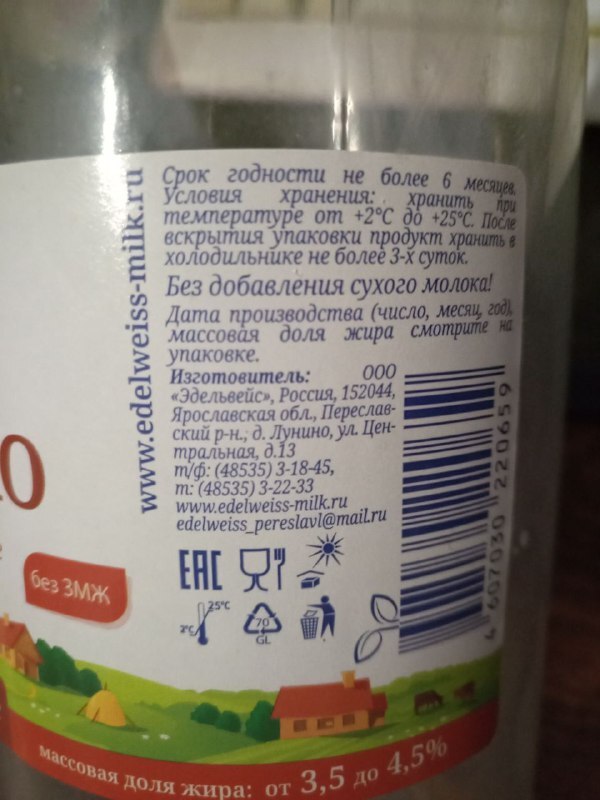 www.edelweiss-milk.ru
Срок годности не более 6 месяцев.
Условия хранения: хранить при
температуре от +2°С до +25°С. После
вскрытия упаковки продукт хранить в
холодильнике не более 3-х суток.
Без добавления сухого молока!
Дата производства (число, месяц, год),
массовая доля жира смотрите на
упаковке.
Изготовитель: ООО
«Эдельвейс», Россия, 152044,
Ярославская обл., Переслав-
ский р-н., д. Лунино, ул. Цен-
тральная, д.13
т/ф: (48535) 3-18-45,
т: (48535) 3-22-33
www.edelweiss-milk.ru
edelweiss_pereslavl@mail.ru
EAC
2°С 25°С
70
GL
4 607030 220659
без ЗМЖ
массовая доля жира: от 3,5 до 4,5%